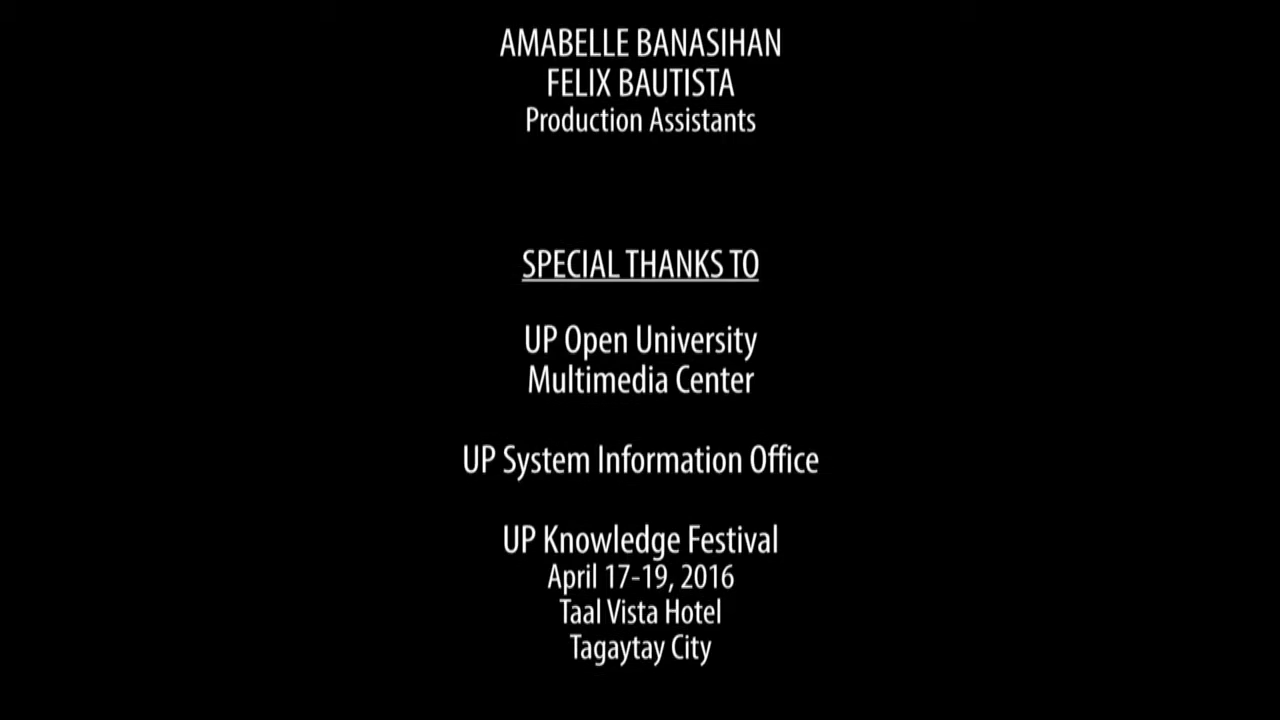 AMABELLE BANASIHAN
FELIX BAUTISTA
Production Assistants
SPECIAL THANKS TO
UP Open University
Multimedia Center
UP System Information Office
UP Knowledge Festival
April 17-19, 2016
Taal Vista Hotel
Tagaytay City